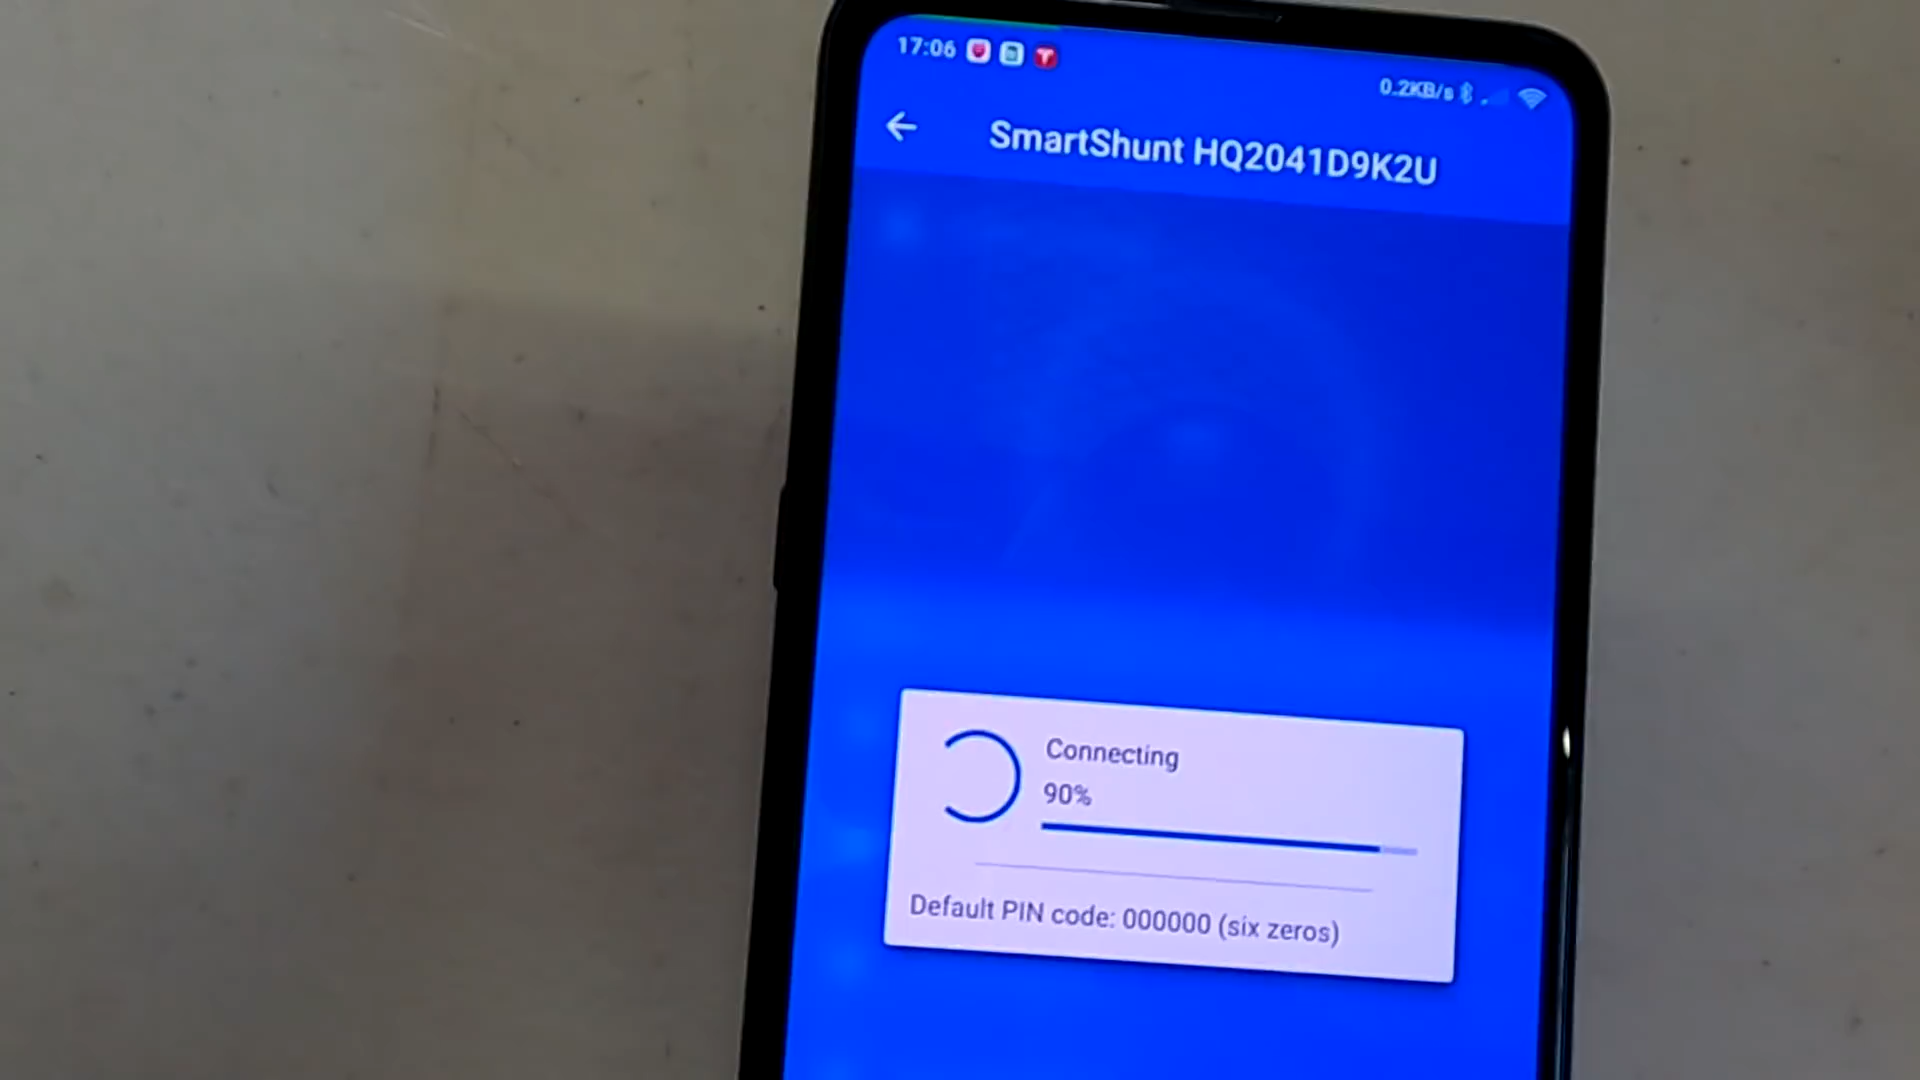 17:06
0.2KB/s
SmartShunt HQ2041D9K2U
Connecting
90%
Default PIN code: 000000 (six zeros)